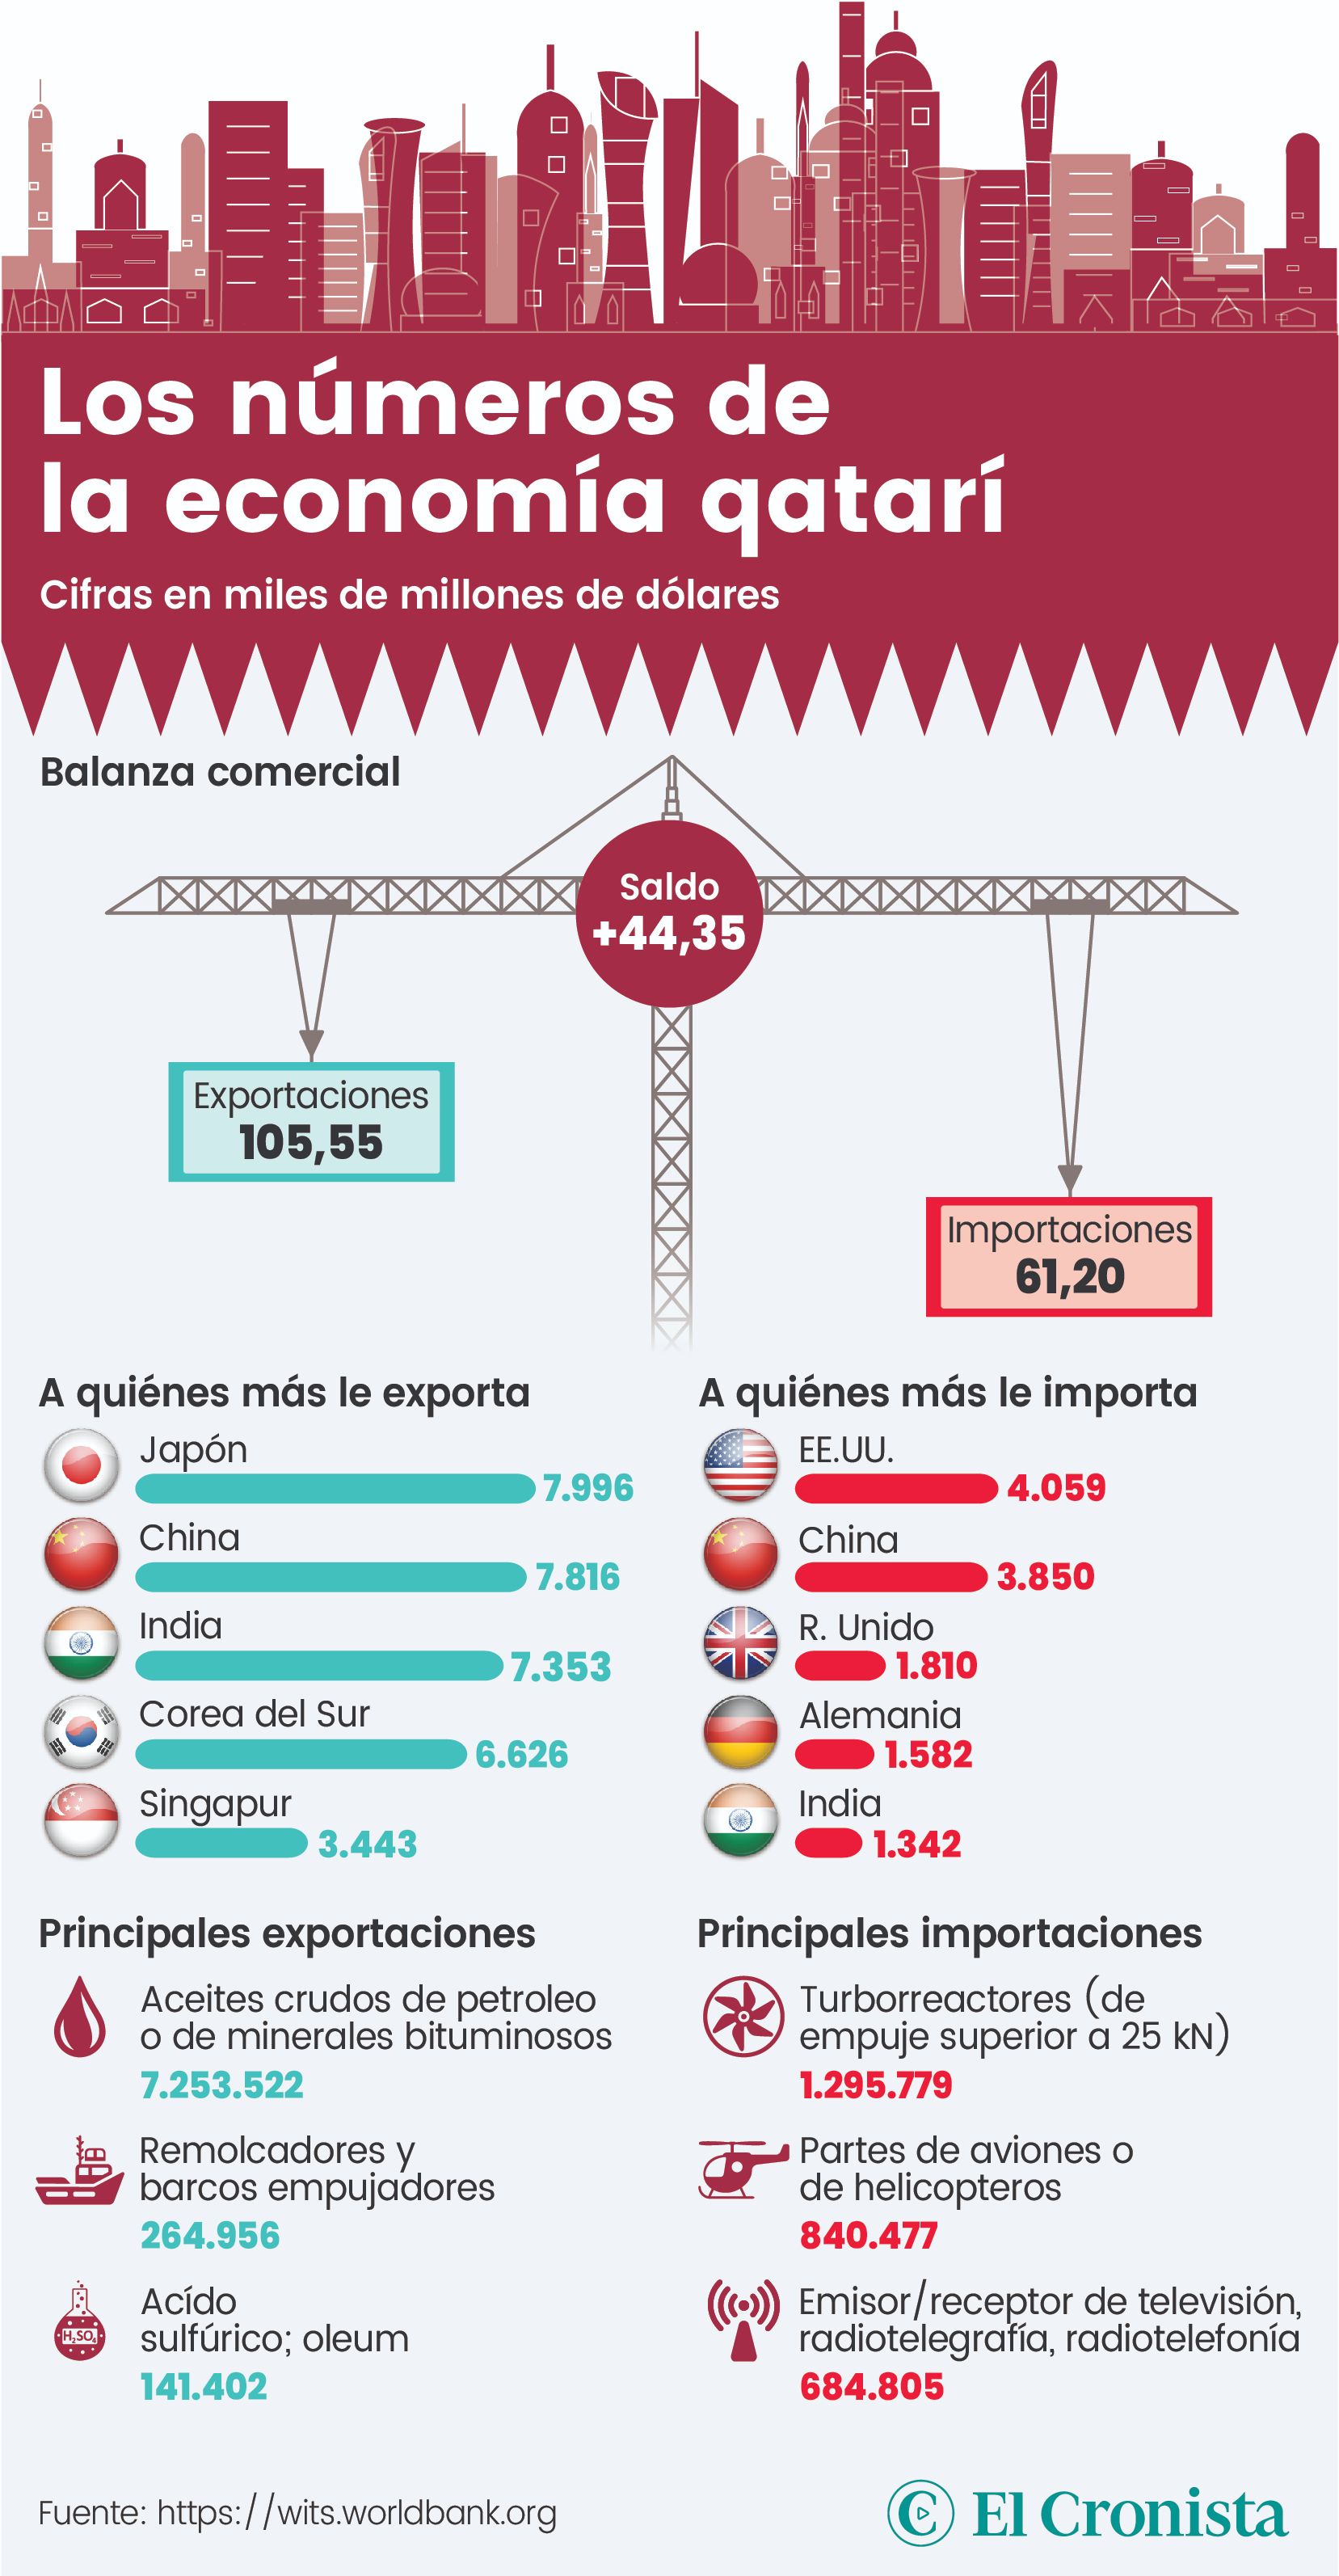 Los números de
la economía qatarí
Cifras en miles de millones de dólares
Balanza comercial
Saldo
+44,35
Exportaciones
105,55
Importaciones
61,20
A quiénes más le exporta
Japón
7.996
China
7.816
India
7.353
Corea del Sur
6.626
Singapur
3.443
A quiénes más le importa
EE.UU.
4.059
China
3.850
R. Unido
1.810
Alemania
1.582
India
1.342
Principales exportaciones
Aceites crudos de petroleo
o de minerales bituminosos
7.253.522
Remolcadores y
barcos empujadores
264.956
H₂SO₄
Acído
sulfúrico; oleum
141.402
Principales importaciones
Turborreactores (de
empuje superior a 25 kN)
1.295.779
Partes de aviones o
de helicopteros
840.477
Emisor/receptor de televisión,
radiotelegrafía, radiotelefonía
684.805
Fuente: https://wits.worldbank.org
El Cronista